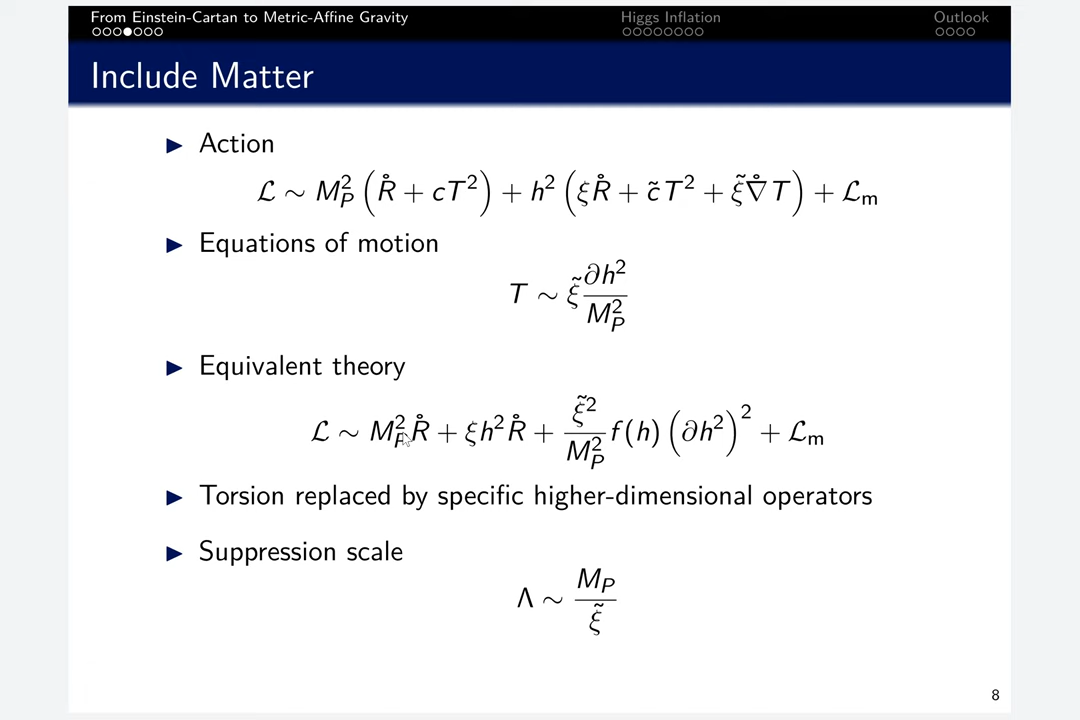 From Einstein-Cartan to Metric-Affine Gravity Higgs Inflation Outlook
Include Matter
▶ Action
ℒ ∼ M_P^2 (R̊ + cT^2) + h^2 (ξR̊ + c̃T^2 + ξ̃∇̊T) + ℒ_m
▶ Equations of motion
T ∼ ξ̃ ∂h^2 / M_P^2
▶ Equivalent theory
ℒ ∼ M_P^2 R̊ + ξh^2 R̊ + ξ̃^2 / M_P^2 f(h) (∂h^2)^2 + ℒ_m
▶ Torsion replaced by specific higher-dimensional operators
▶ Suppression scale
Λ ∼ M_P / ξ̃
8